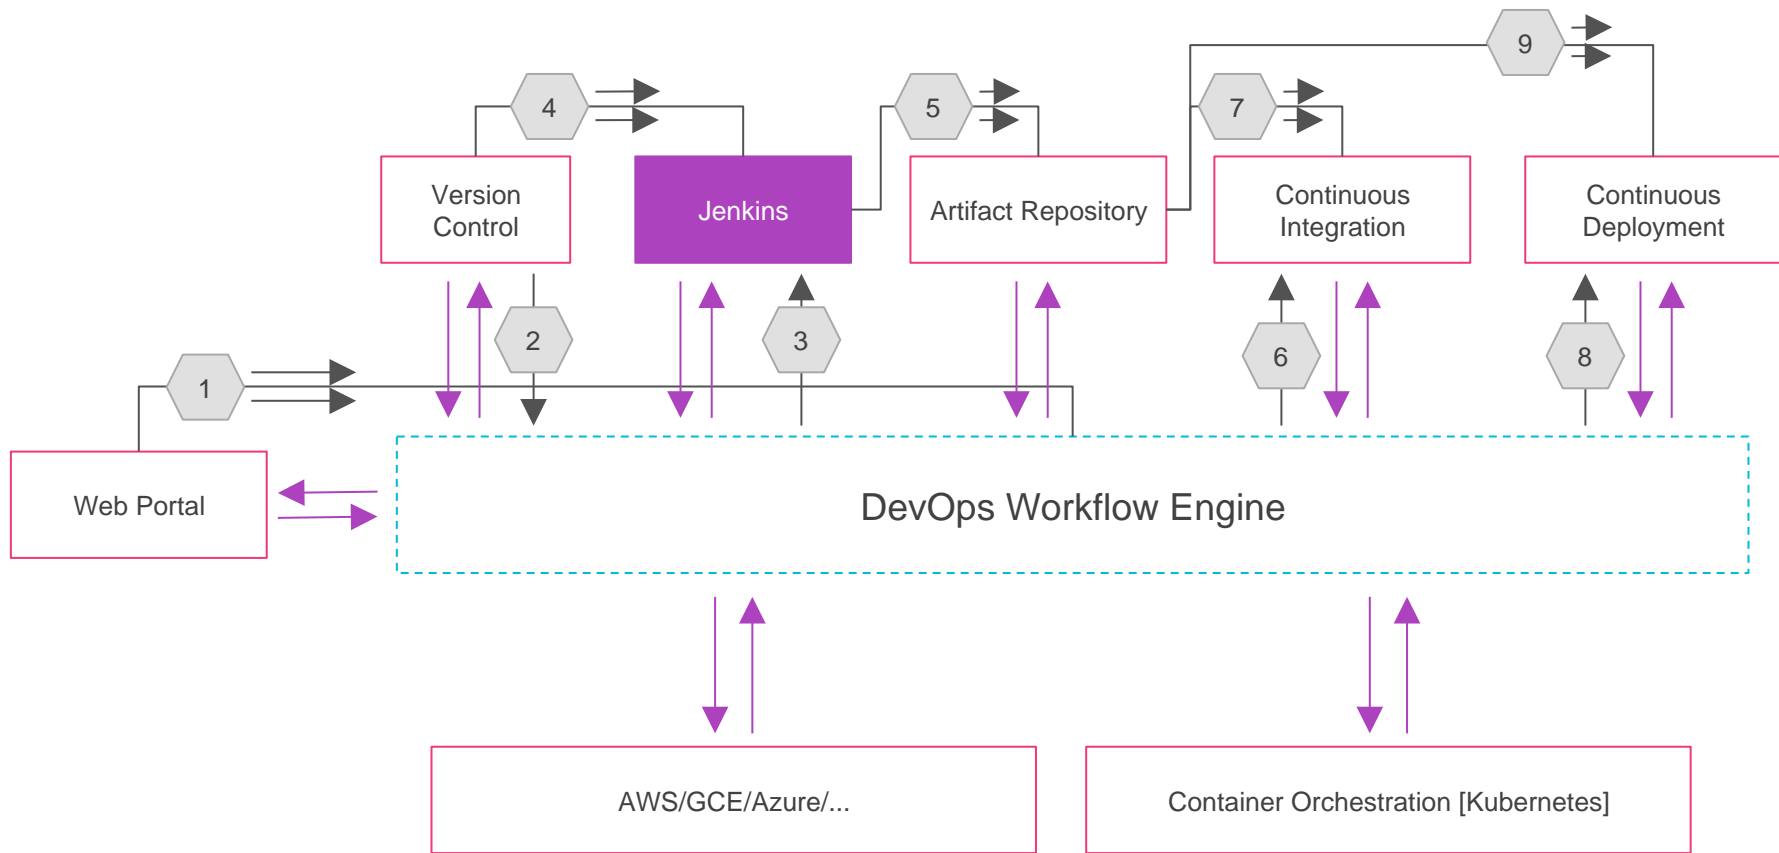 9
4
5
7
Version
Control
Jenkins
Artifact Repository
Continuous
Integration
Continuous
Deployment
2
3
6
8
1
Web Portal
DevOps Workflow Engine
AWS/GCE/Azure/...
Container Orchestration [Kubernetes]